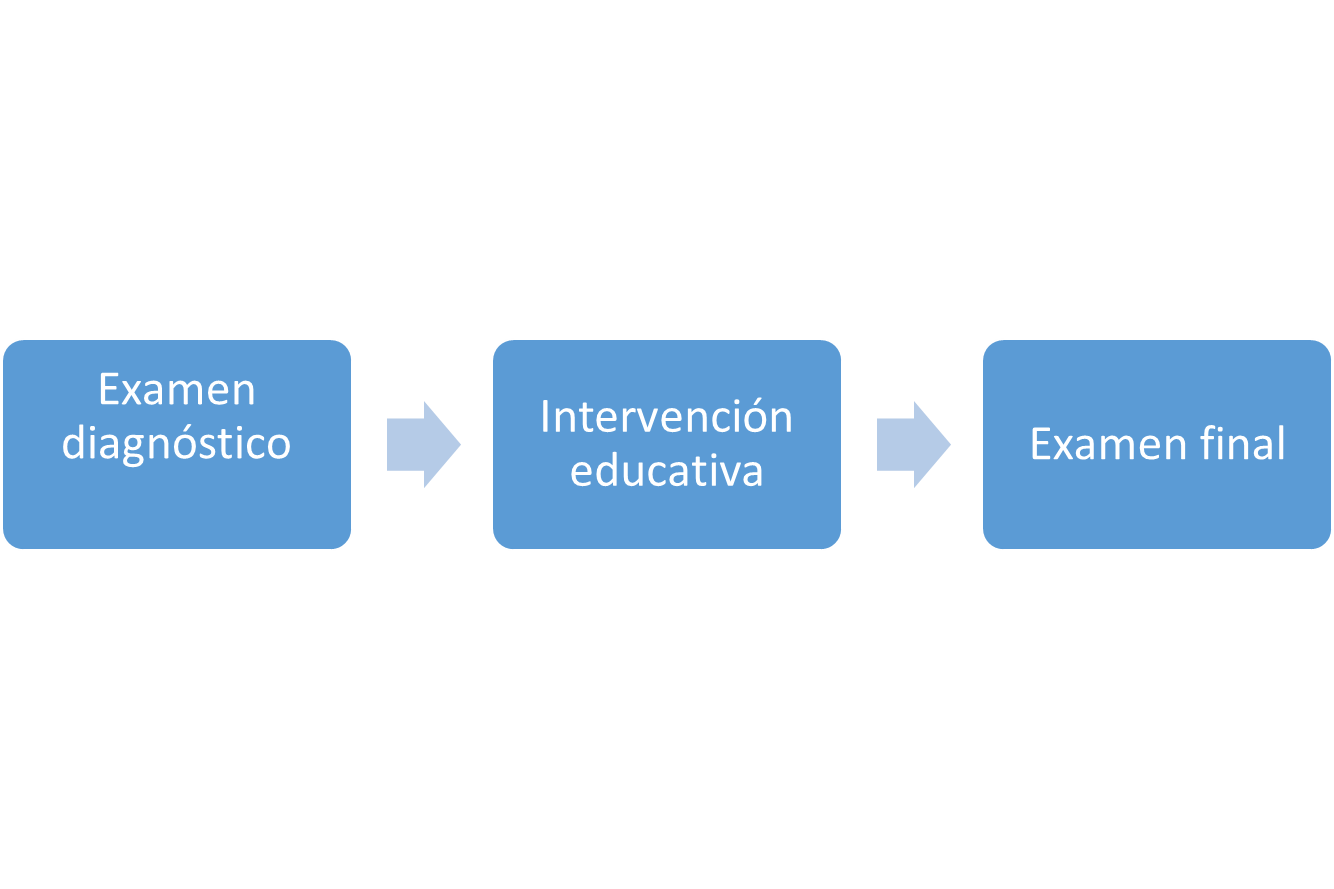 Examen
diagnóstico
Intervención
educativa
Examen final